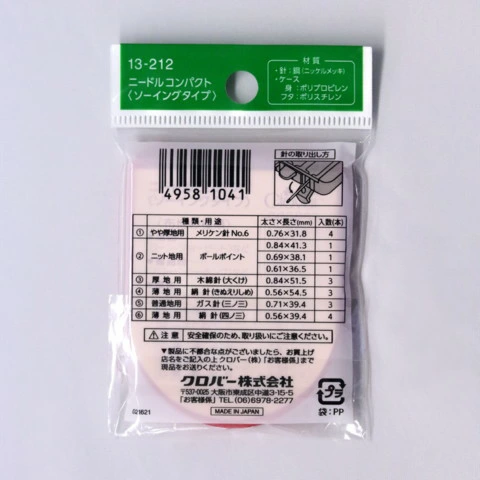 13-212
ニードルコンパクト
〈ソーイングタイプ〉
材質
・針:鋼(ニッケルメッキ)
・ケース
身:ポリプロピレン
フタ:ポリスチレン
針の取り出し方
4958 1041
種類・用途 太さ×長さ(mm) 入数(本)
① やや厚地用 メリケン針 No.6 0.76×31.8 4
② ニット地用 ボールポイント 0.84×41.3 1
0.69×38.1 1
0.61×36.5 1
③ 厚地用 木綿針(大くけ) 0.84×51.5 3
④ 薄地用 絹針(きぬえりしめ) 0.56×54.5 3
⑤ 普通地用 ガス針(三ノ三) 0.71×39.4 3
⑥ 薄地用 絹針(四ノ三) 0.56×39.4 4
⚠注意 安全確保のため、取り扱いにご注意ください。
▼製品に不都合な点がございましたら、お買上げ
店名をご記入の上クロバー(株)「お客様係」まで
現品をお送りください。
クロバー株式会社
〒537-0025 大阪市東成区中道3-15
「お客様係」TEL.(06)6978-2277
021621
MADE IN JAPAN
プラ
袋:PP